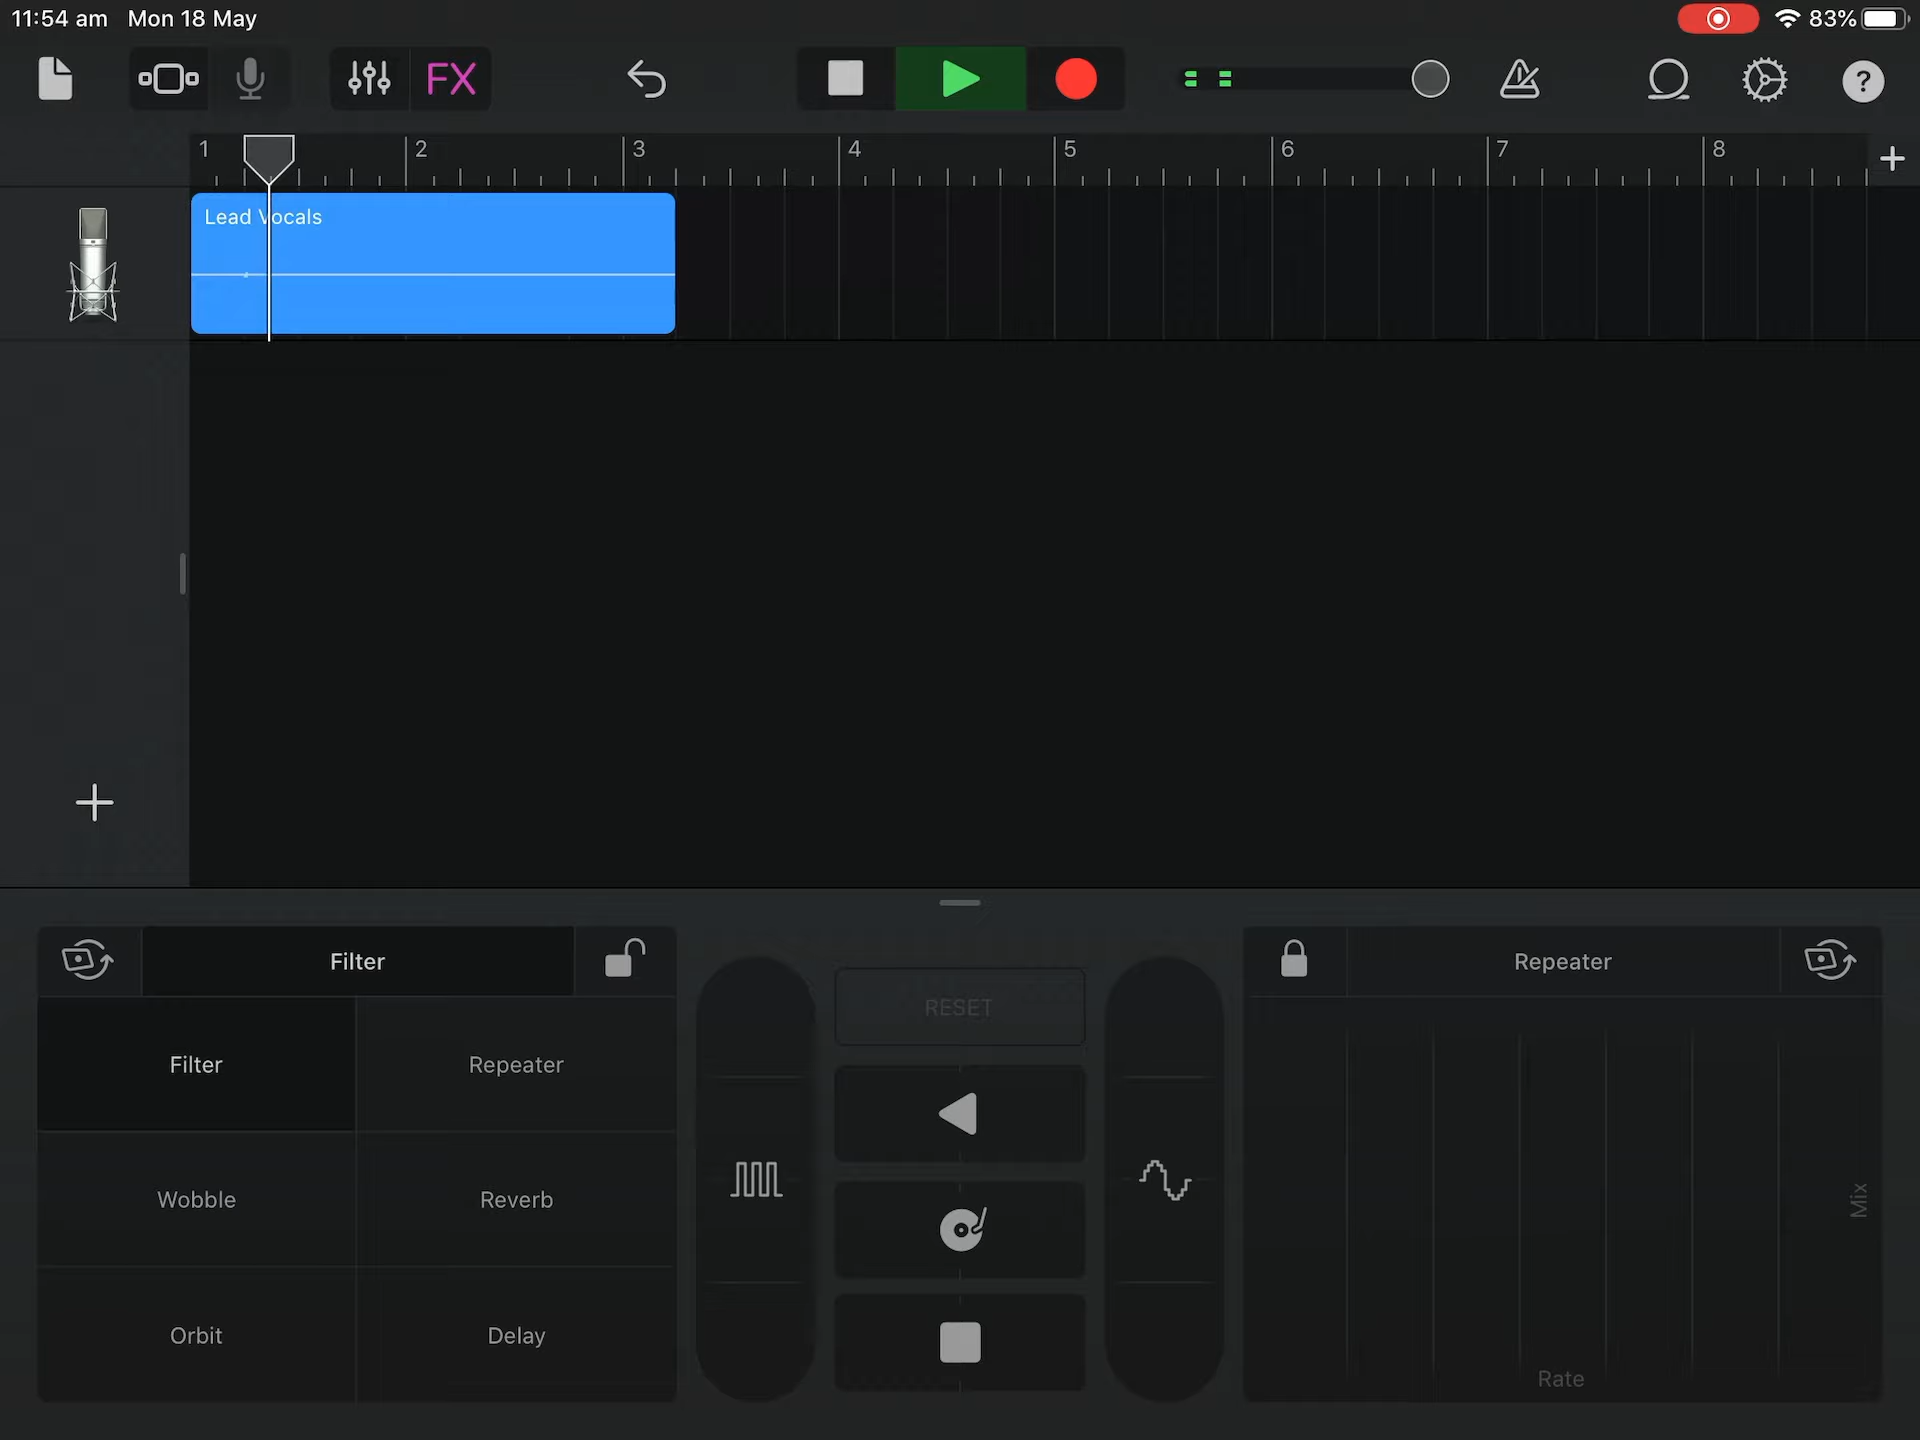 11:54 am Mon 18 May 83%
FX ?
1 2 3 4 5 6 7 8
Lead Vocals
Filter Repeater
RESET
Filter Repeater
Wobble Reverb
Mix
Orbit Delay
Rate